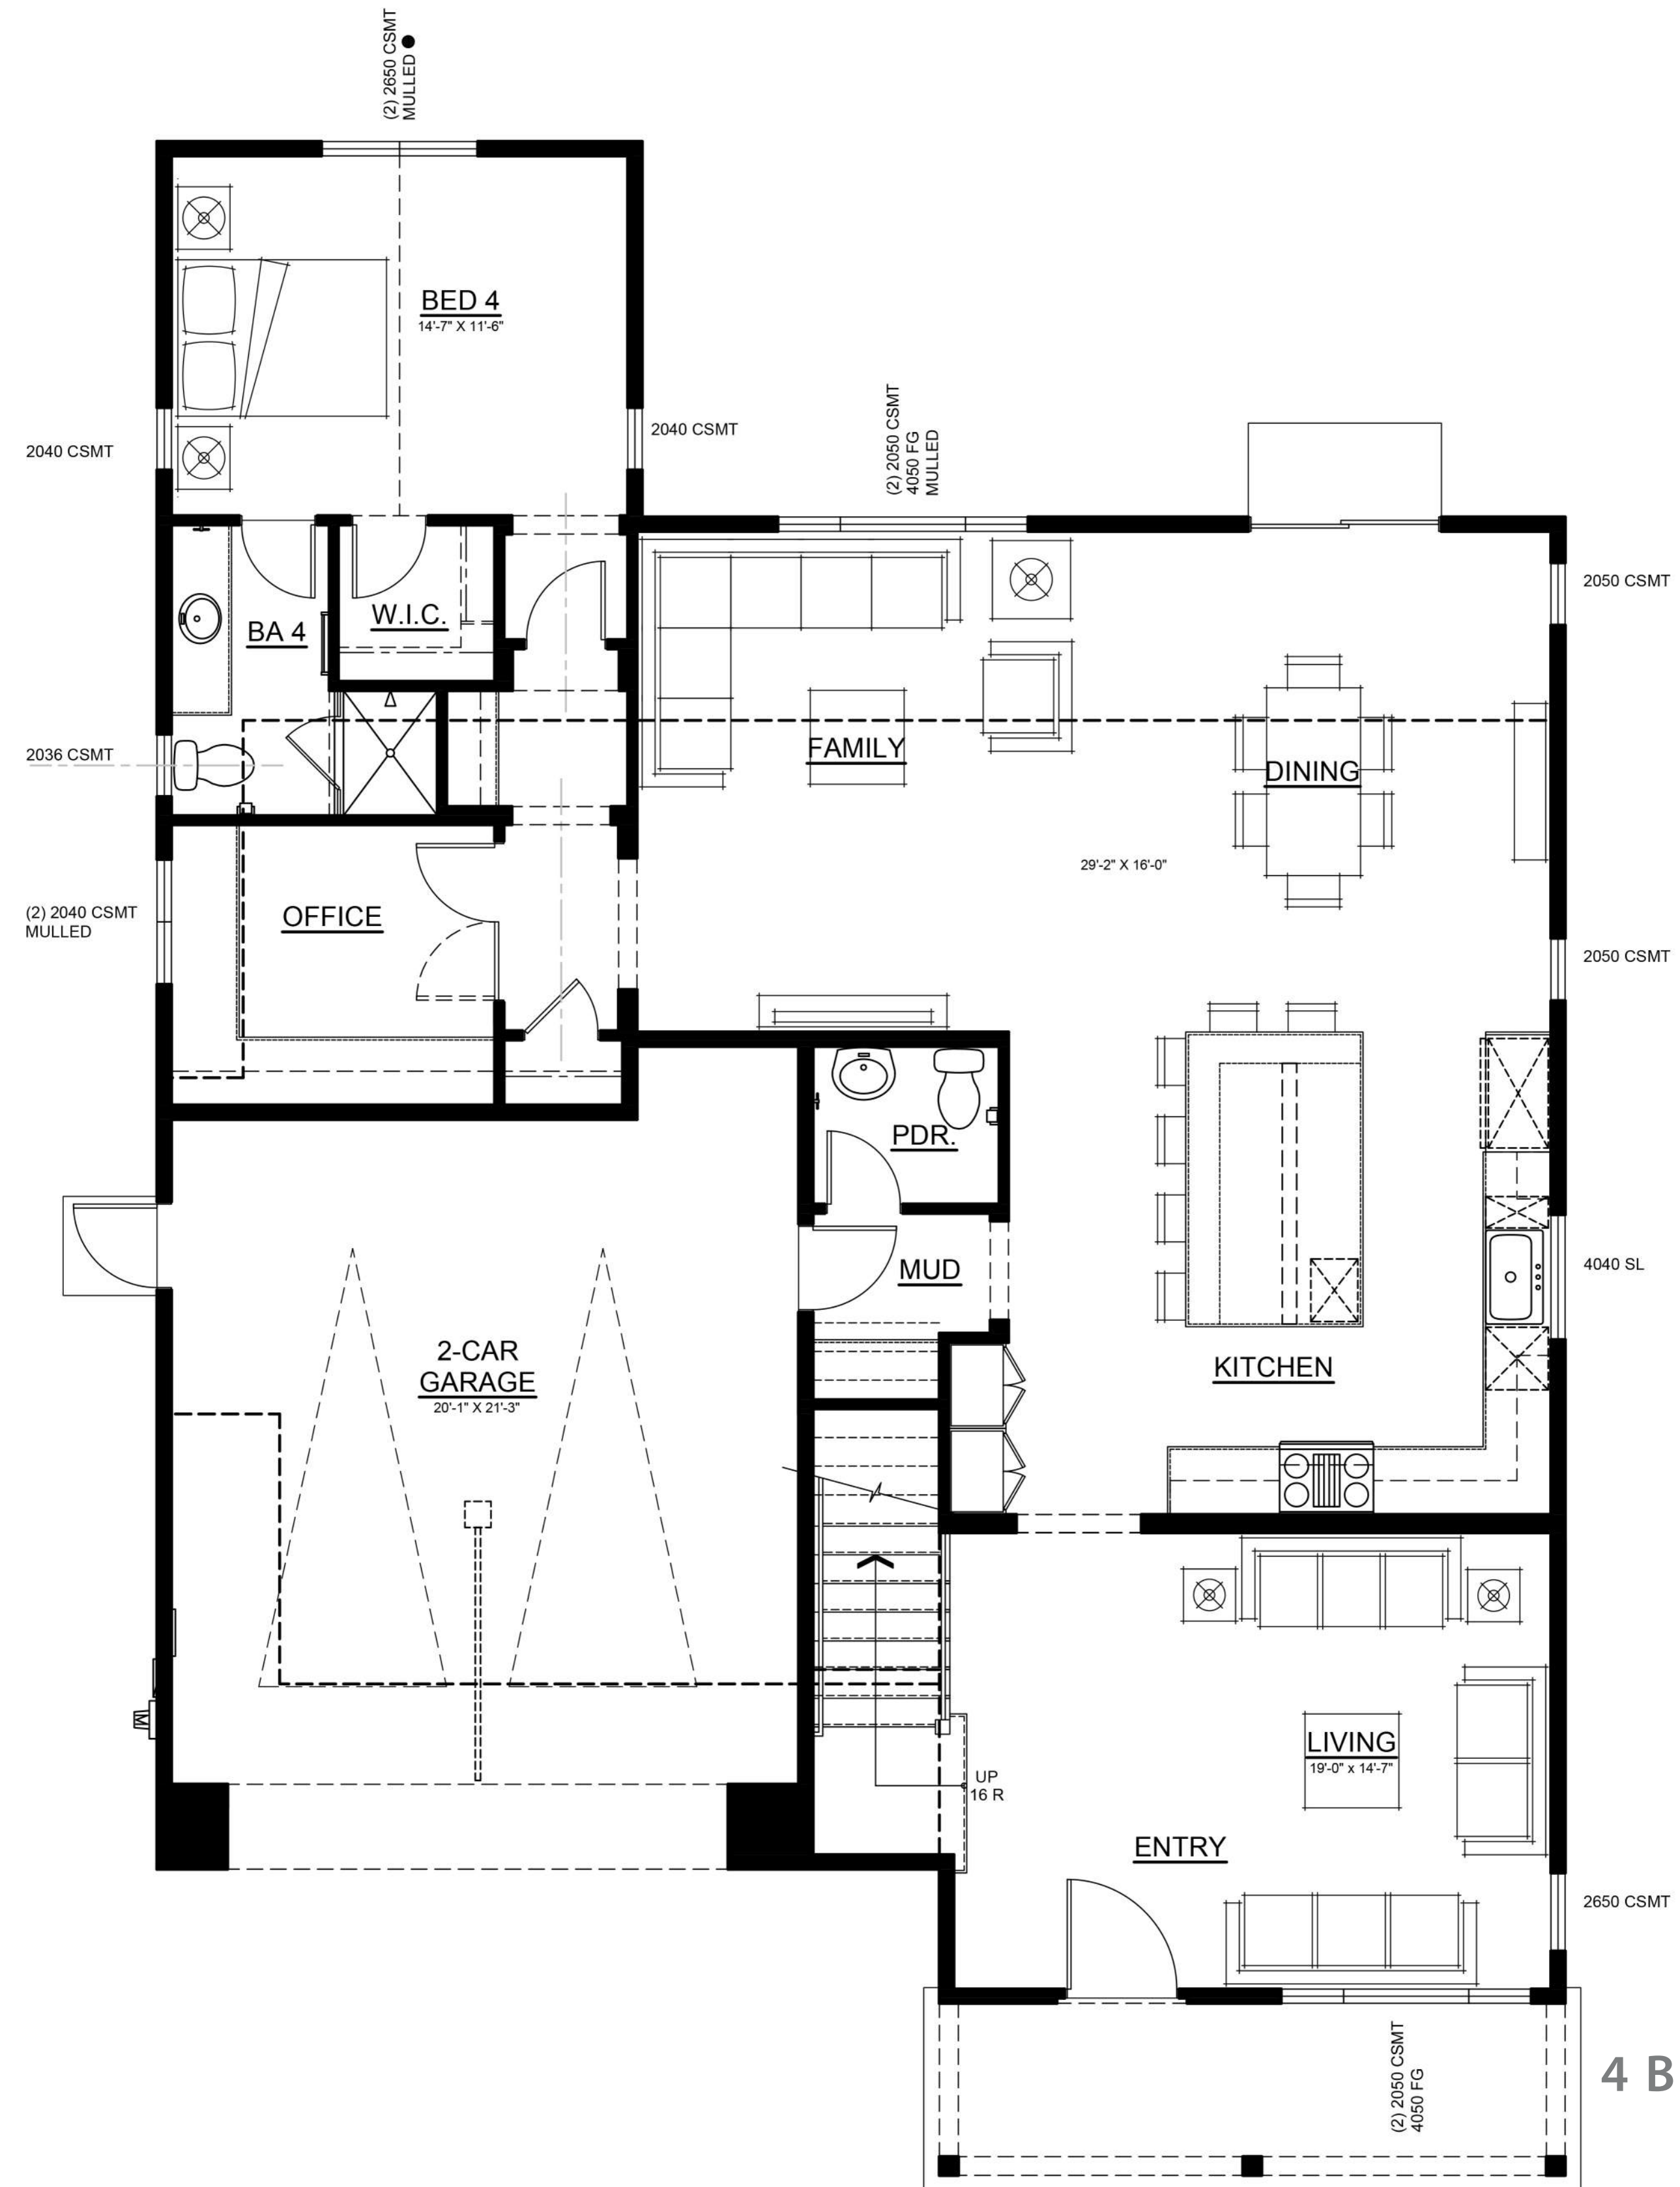 (2) 2650 CSMT
MULLED ●
BED 4
14'-7" X 11'-6"
2040 CSMT
2040 CSMT
(2) 2050 CSMT
4050 FG
MULLED
2050 CSMT
BA 4
W.I.C.
2036 CSMT
FAMILY
DINING
29'-2" X 16'-0"
(2) 2040 CSMT
MULLED
OFFICE
2050 CSMT
PDR.
MUD
4040 SL
2-CAR
GARAGE
20'-1" X 21'-3"
KITCHEN
M
LIVING
19'-0" x 14'-7"
UP
16 R
ENTRY
2650 CSMT
(2) 2050 CSMT
4050 FG
4 B